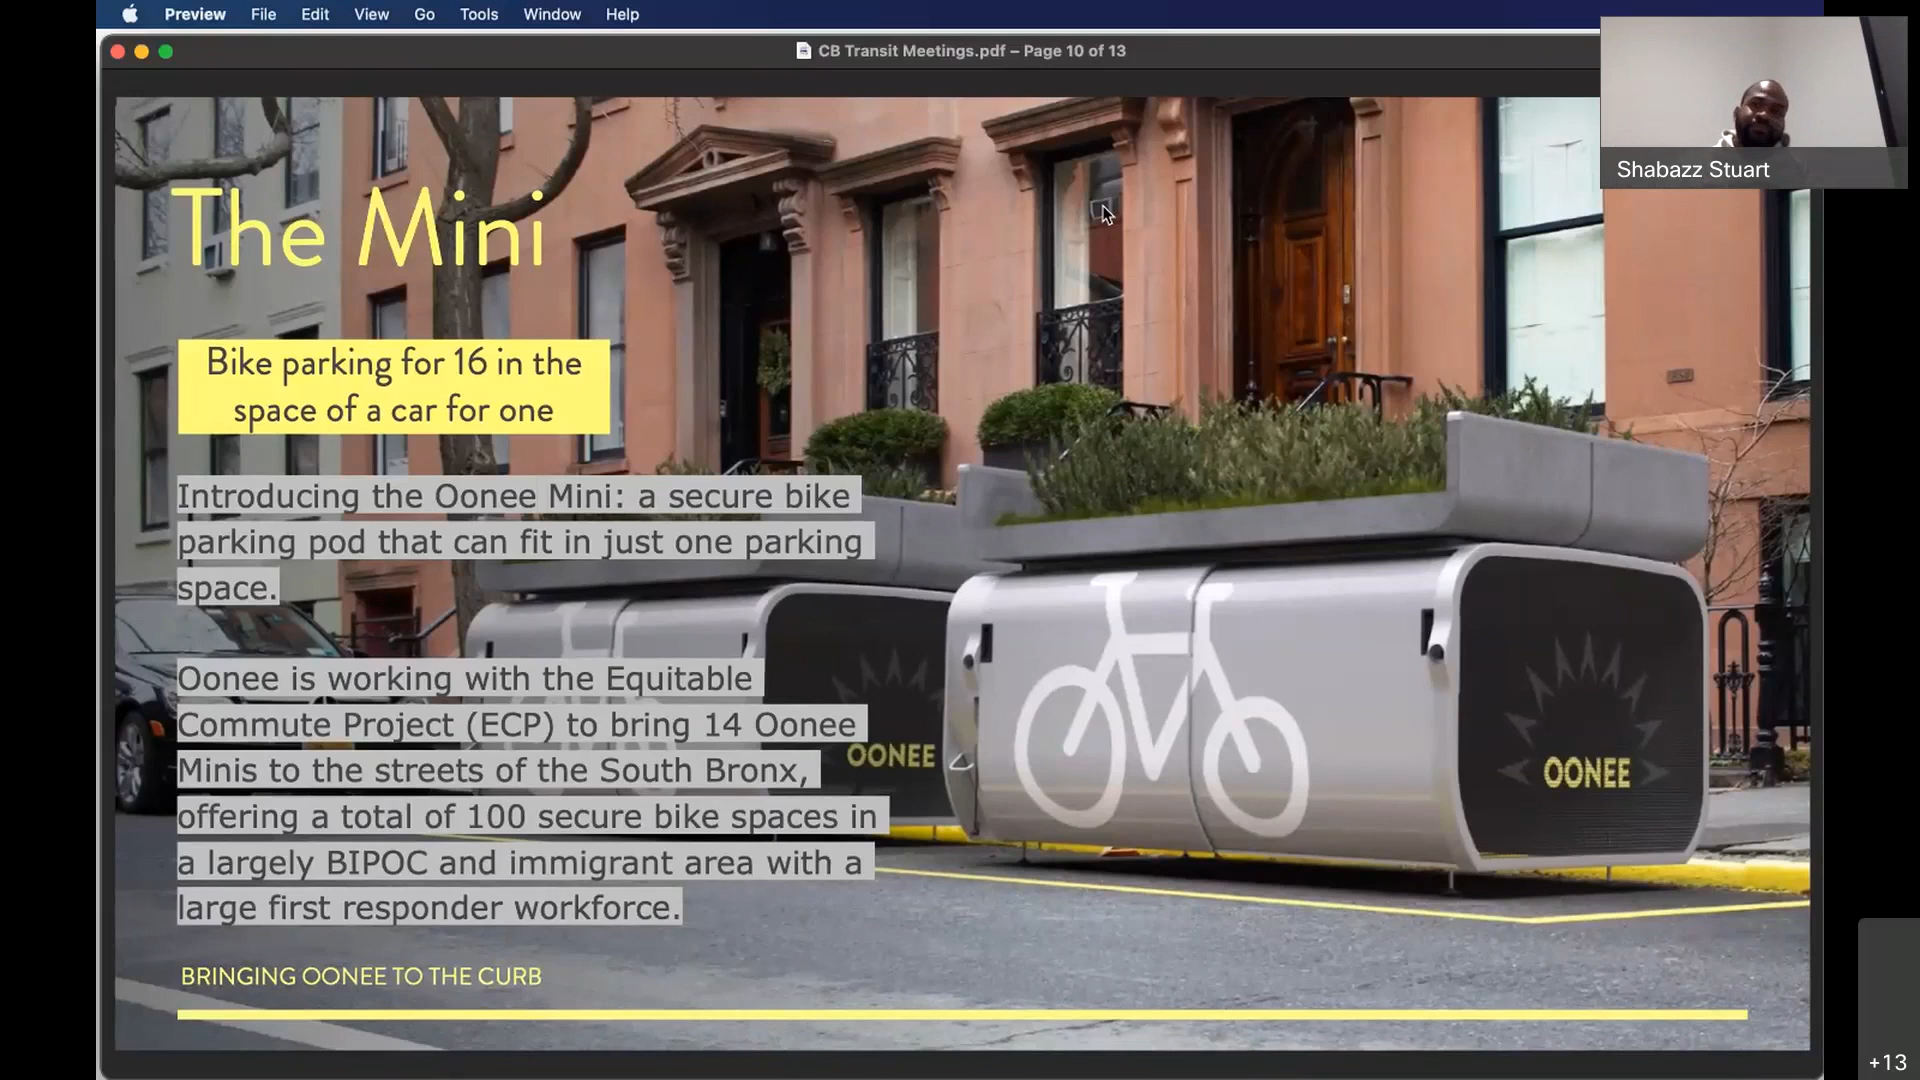 Preview File Edit View Go Tools Window Help
CB Transit Meetings.pdf – Page 10 of 13
Shabazz Stuart
The Mini
Bike parking for 16 in the
space of a car for one
Introducing the Oonee Mini: a secure bike
parking pod that can fit in just one parking
space.
Oonee is working with the Equitable
Commute Project (ECP) to bring 14 Oonee
Minis to the streets of the South Bronx,
offering a total of 100 secure bike spaces in
a largely BIPOC and immigrant area with a
large first responder workforce.
OONEE
OONEE
BRINGING OONEE TO THE CURB
+13